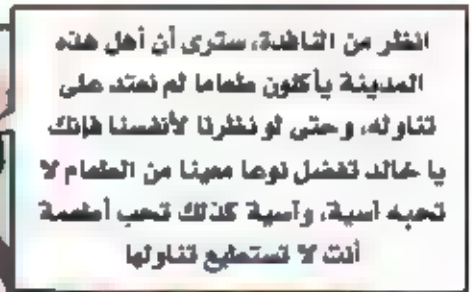 انظر من النافذة، سترى أن أهل هذه
المدينة يأكلون طعاما لم نعتد على
تناوله، وحتى لو نظرنا لأنفسنا فإنك
يا خالد تفضل نوعا معينا من الطعام لا
تحبه آسية، وآسية كذلك تحب أطعمة
أنت لا تستطيع تناولها